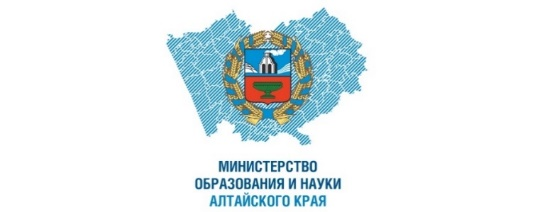 МИНИСТЕРСТВО
ОБРАЗОВАНИЯ И НАУКИ
АЛТАЙСКОГО КРАЯ